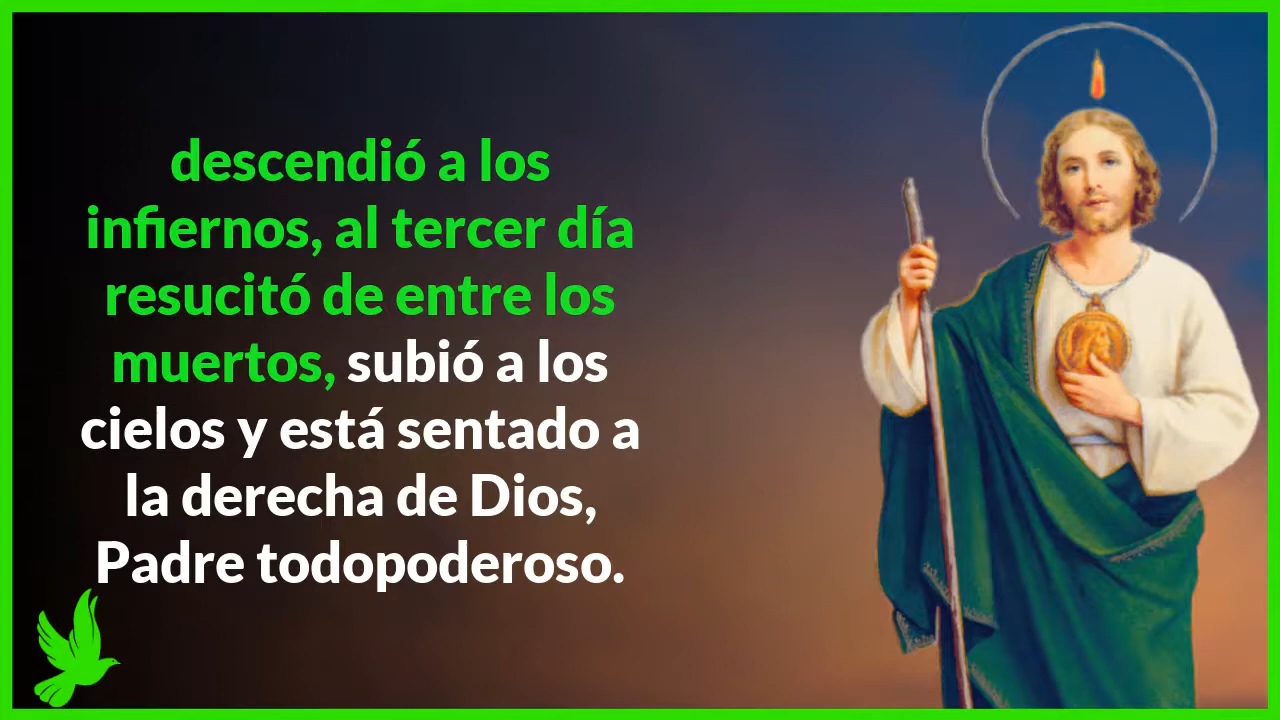 descendió a los
infiernos, al tercer día
resucitó de entre los
muertos, subió a los
cielos y está sentado a
la derecha de Dios,
Padre todopoderoso.